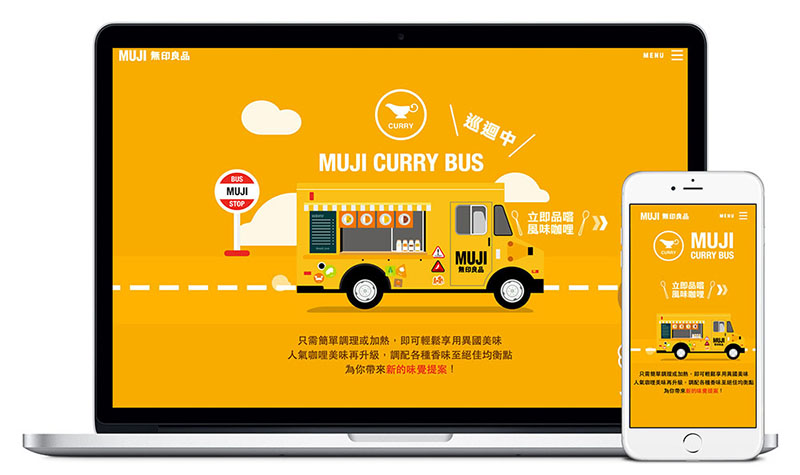 MUJI 無印良品
MENU
CURRY
巡迴中
MUJI CURRY BUS
BUS
MUJI
STOP
立即品嚐
風味咖哩
MUJI
無印良品
只需簡單調理或加熱，即可輕鬆享用異國美味
人氣咖哩美味再升級，調配各種香味至絕佳均衡點
為你帶來新的味覺提案！
MUJI 無印良品
MENU
CURRY
MUJI
CURRY BUS
立即品嚐
風味咖哩
MUJI
只需簡單調理或加熱，即可輕鬆享用異國美味
人氣咖哩美味再升級，調配各種香味至絕佳均衡點
為你帶來新的味覺提案！